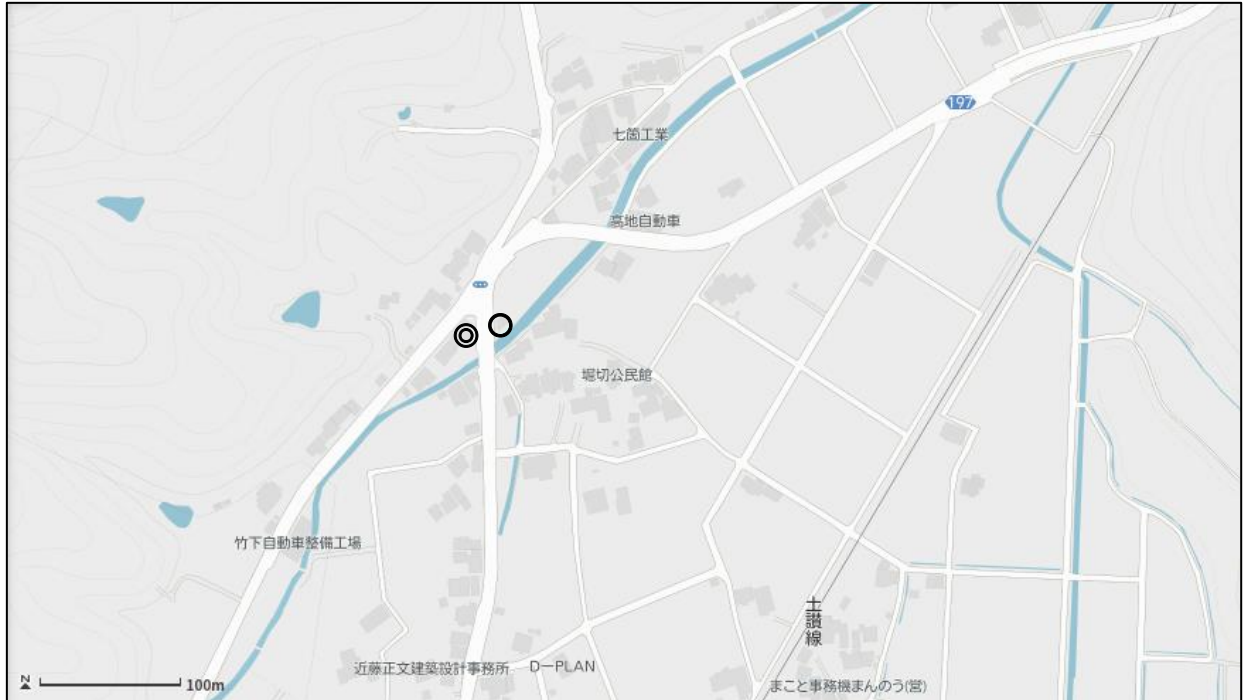 197
七箇工業
高地自動車
堀切公民館
竹下自動車整備工場
土讃線
近藤正文建築設計事務所
DーPLAN
まこと事務機まんのう(営)
N
100m